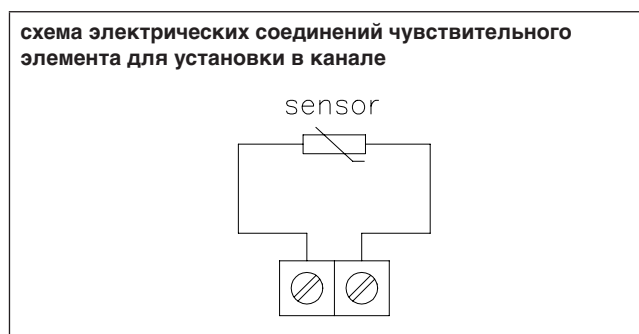 схема электрических соединений чувствительного
элемента для установки в канале
sensor